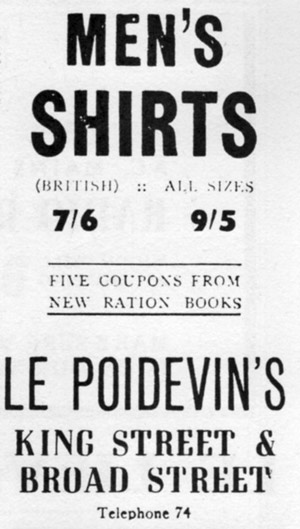 MEN'S
SHIRTS
(BRITISH) :: ALL SIZES
7/6 9/5
FIVE COUPONS FROM
NEW RATION BOOKS
LE POIDEVIN'S
KING STREET &
BROAD STREET
Telephone 74